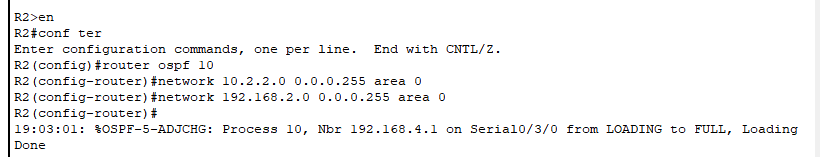 R2>en
R2#conf ter
Enter configuration commands, one per line.  End with CNTL/Z.
R2(config)#router ospf 10
R2(config-router)#network 10.2.2.0 0.0.0.255 area 0
R2(config-router)#network 192.168.2.0 0.0.0.255 area 0
R2(config-router)#
19:03:01: %OSPF-5-ADJCHG: Process 10, Nbr 192.168.4.1 on Serial0/3/0 from LOADING to FULL, Loading
Done